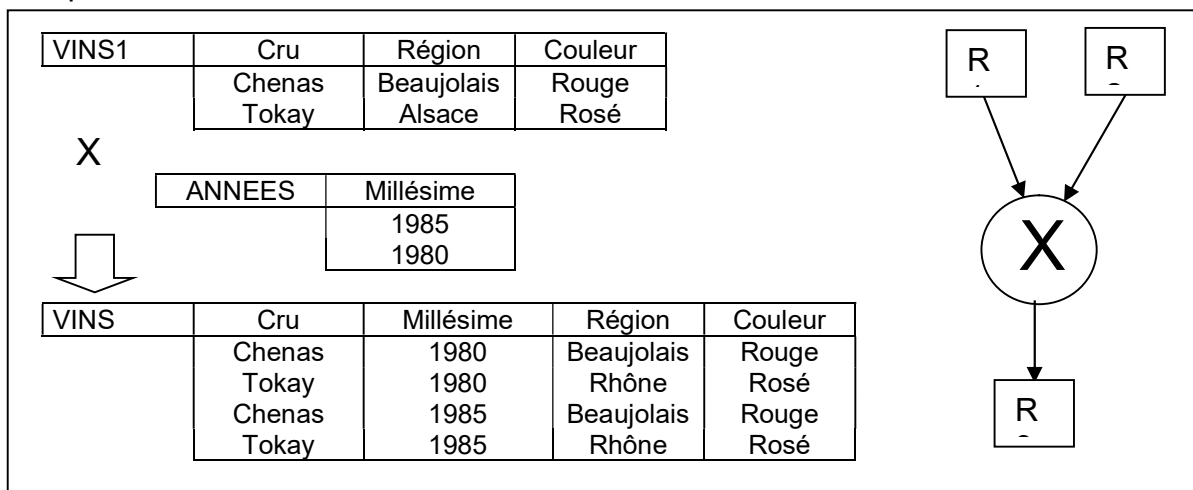 VINS1 Cru Région Couleur
Chenas Beaujolais Rouge
Tokay Alsace Rosé
X
ANNEES Millésime
1985
1980
VINS Cru Millésime Région Couleur
Chenas 1980 Beaujolais Rouge
Tokay 1980 Rhône Rosé
Chenas 1985 Beaujolais Rouge
Tokay 1985 Rhône Rosé
R R
X
R